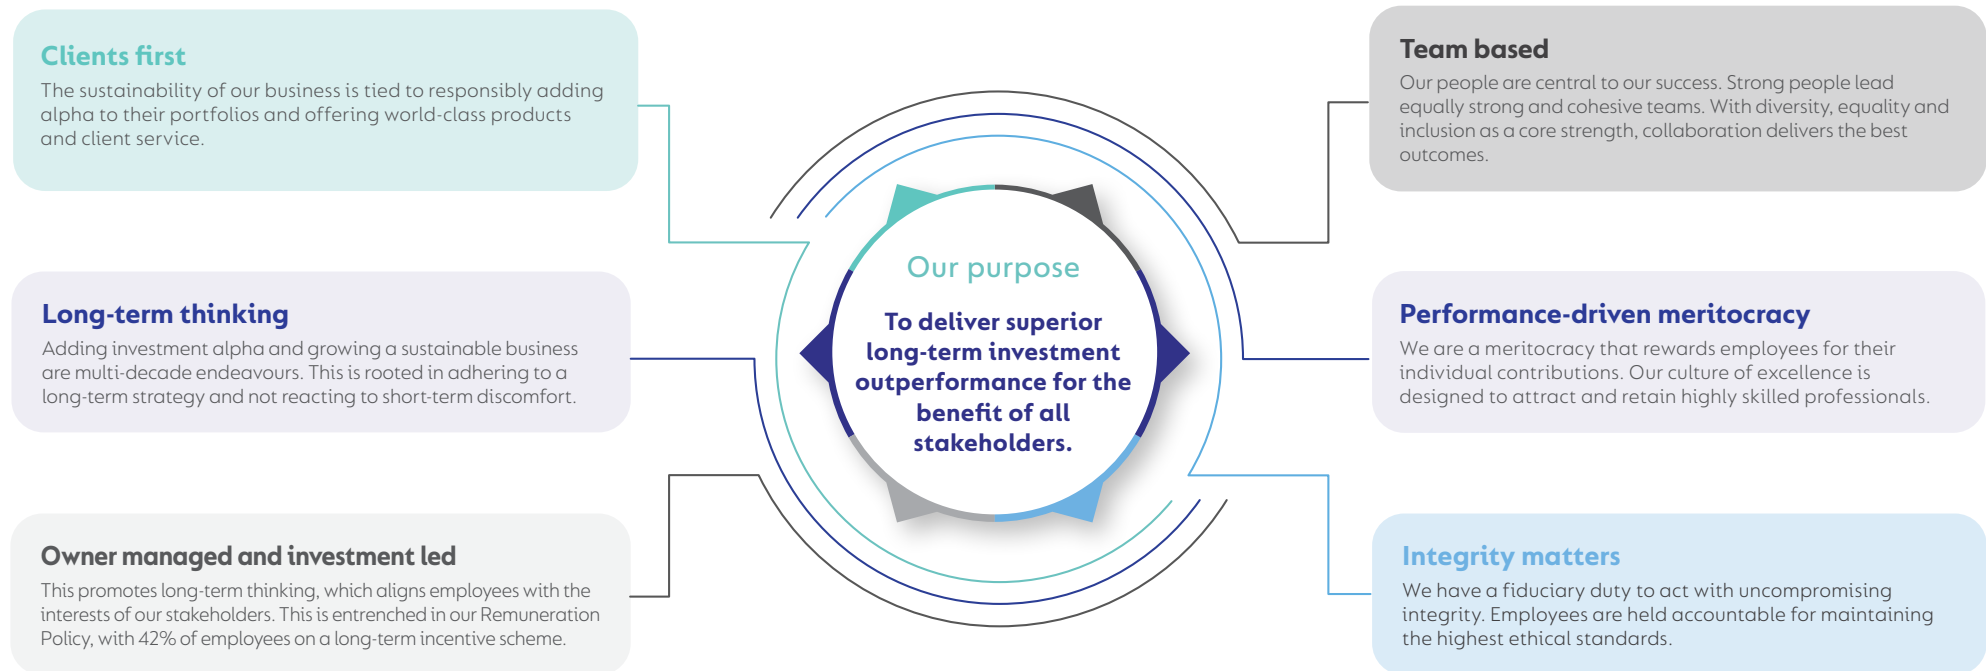 Clients first
The sustainability of our business is tied to responsibly adding
alpha to their portfolios and offering world-class products
and client service.
Long-term thinking
Adding investment alpha and growing a sustainable business
are multi-decade endeavours. This is rooted in adhering to a
long-term strategy and not reacting to short-term discomfort.
Owner managed and investment led
This promotes long-term thinking, which aligns employees with the
interests of our stakeholders. This is entrenched in our Remuneration
Policy, with 42% of employees on a long-term incentive scheme.
Our purpose
To deliver superior
long-term investment
outperformance for the
benefit of all
stakeholders.
Team based
Our people are central to our success. Strong people lead
equally strong and cohesive teams. With diversity, equality and
inclusion as a core strength, collaboration delivers the best
outcomes.
Performance-driven meritocracy
We are a meritocracy that rewards employees for their
individual contributions. Our culture of excellence is
designed to attract and retain highly skilled professionals.
Integrity matters
We have a fiduciary duty to act with uncompromising
integrity. Employees are held accountable for maintaining
the highest ethical standards.